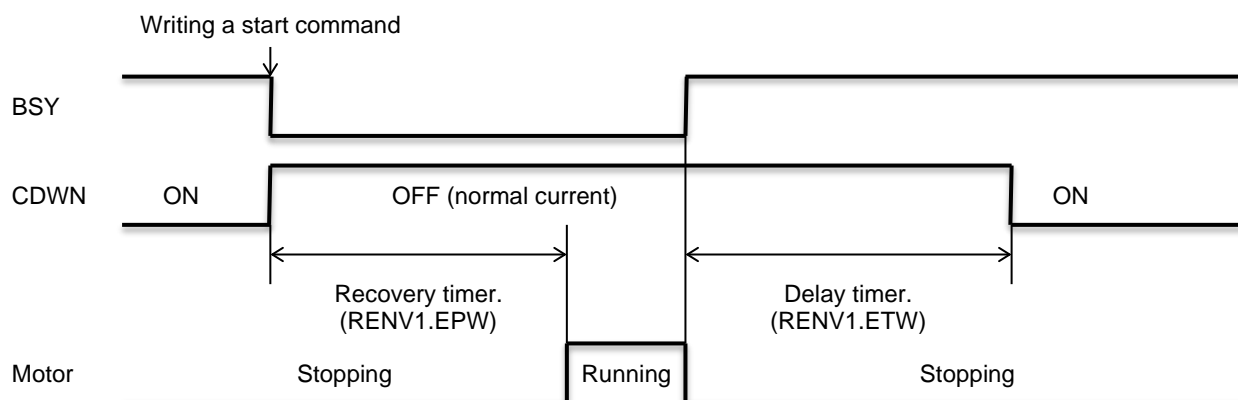 Writing a start command
BSY
CDWN ON OFF (normal current) ON
Recovery timer. Delay timer.
(RENV1.EPW) (RENV1.ETW)
Motor Stopping Running Stopping